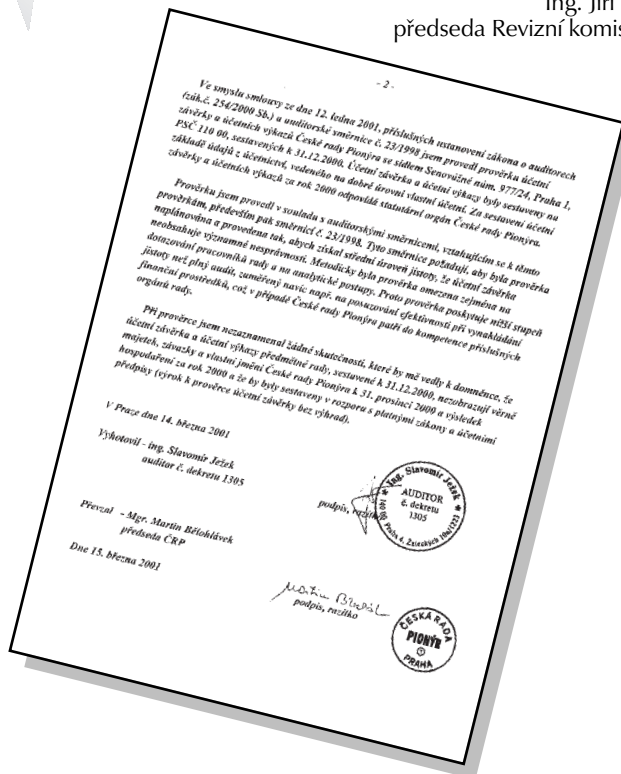 Ing. Jiří
předseda Revizní komis
- 2 -
Ve smyslu smlouvy ze dne 12. ledna 2001, příslušných ustanovení zákona o auditorech
(zák.č. 254/2000 Sb.) a auditorské směrnice č. 23/1998 jsem provedl prověrku účetní
závěrky a účetních výkazů České rady Pionýra se sídlem Senovážné nám. 977/24, Praha 1,
PSČ 110 00, sestavených k 31.12.2000. Účetní závěrka a účetní výkazy byly sestaveny na
základě údajů z účetnictví, vedeného na dobré úrovni vlastní účetní. Za sestavení účetní
závěrky a účetních výkazů za rok 2000 odpovídá statutární orgán České rady Pionýra.
Prověrku jsem provedl v souladu s auditorskými směrnicemi, vztahujícím se k těmto
prověrkám, především pak směrnicí č. 23/1998. Tyto směrnice požadují, aby byla prověrka
naplánována a provedena tak, abych získal střední úroveň jistoty, že účetní závěrka
neobsahuje významné nesprávnosti. Metodicky byla prověrka omezena zejména na
dotazování pracovníků rady a na analytické postupy. Proto prověrka poskytuje nižší stupeň
jistoty než plný audit, zaměřený navíc např. na posuzování efektivnosti při vynakládání
finanční prostředků, což v případě České rady Pionýra patří do kompetence příslušných
orgánů rady.
Při prověrce jsem nezaznamenal žádné skutečnosti, které by mě vedly k domněnce, že
účetní závěrka a účetní výkazy předmětné rady, sestavené k 31.12.2000, nezobrazují věrně
majetek, závazky a vlastní jmění České rady Pionýra k 31. prosinci 2000 a výsledek
hospodaření za rok 2000 a že by byly sestaveny v rozporu s platnými zákony a účetními
předpisy (výrok k prověrce účetní závěrky bez výhrad).
V Praze dne 14. března 2001
Vyhotovil - ing. Slavomír Ježek
auditor č. dekretu 1305
podpis, razítko
Ing. Slavomír Ježek
AUDITOR
č. dekretu
1305
140 00 Praha 4,
Převzal - Mgr. Martin Bělohlávek
předseda ČRP
Dne 15. března 2001
podpis, razítko
ČESKÁ RADA
PIONÝR
PRAHA